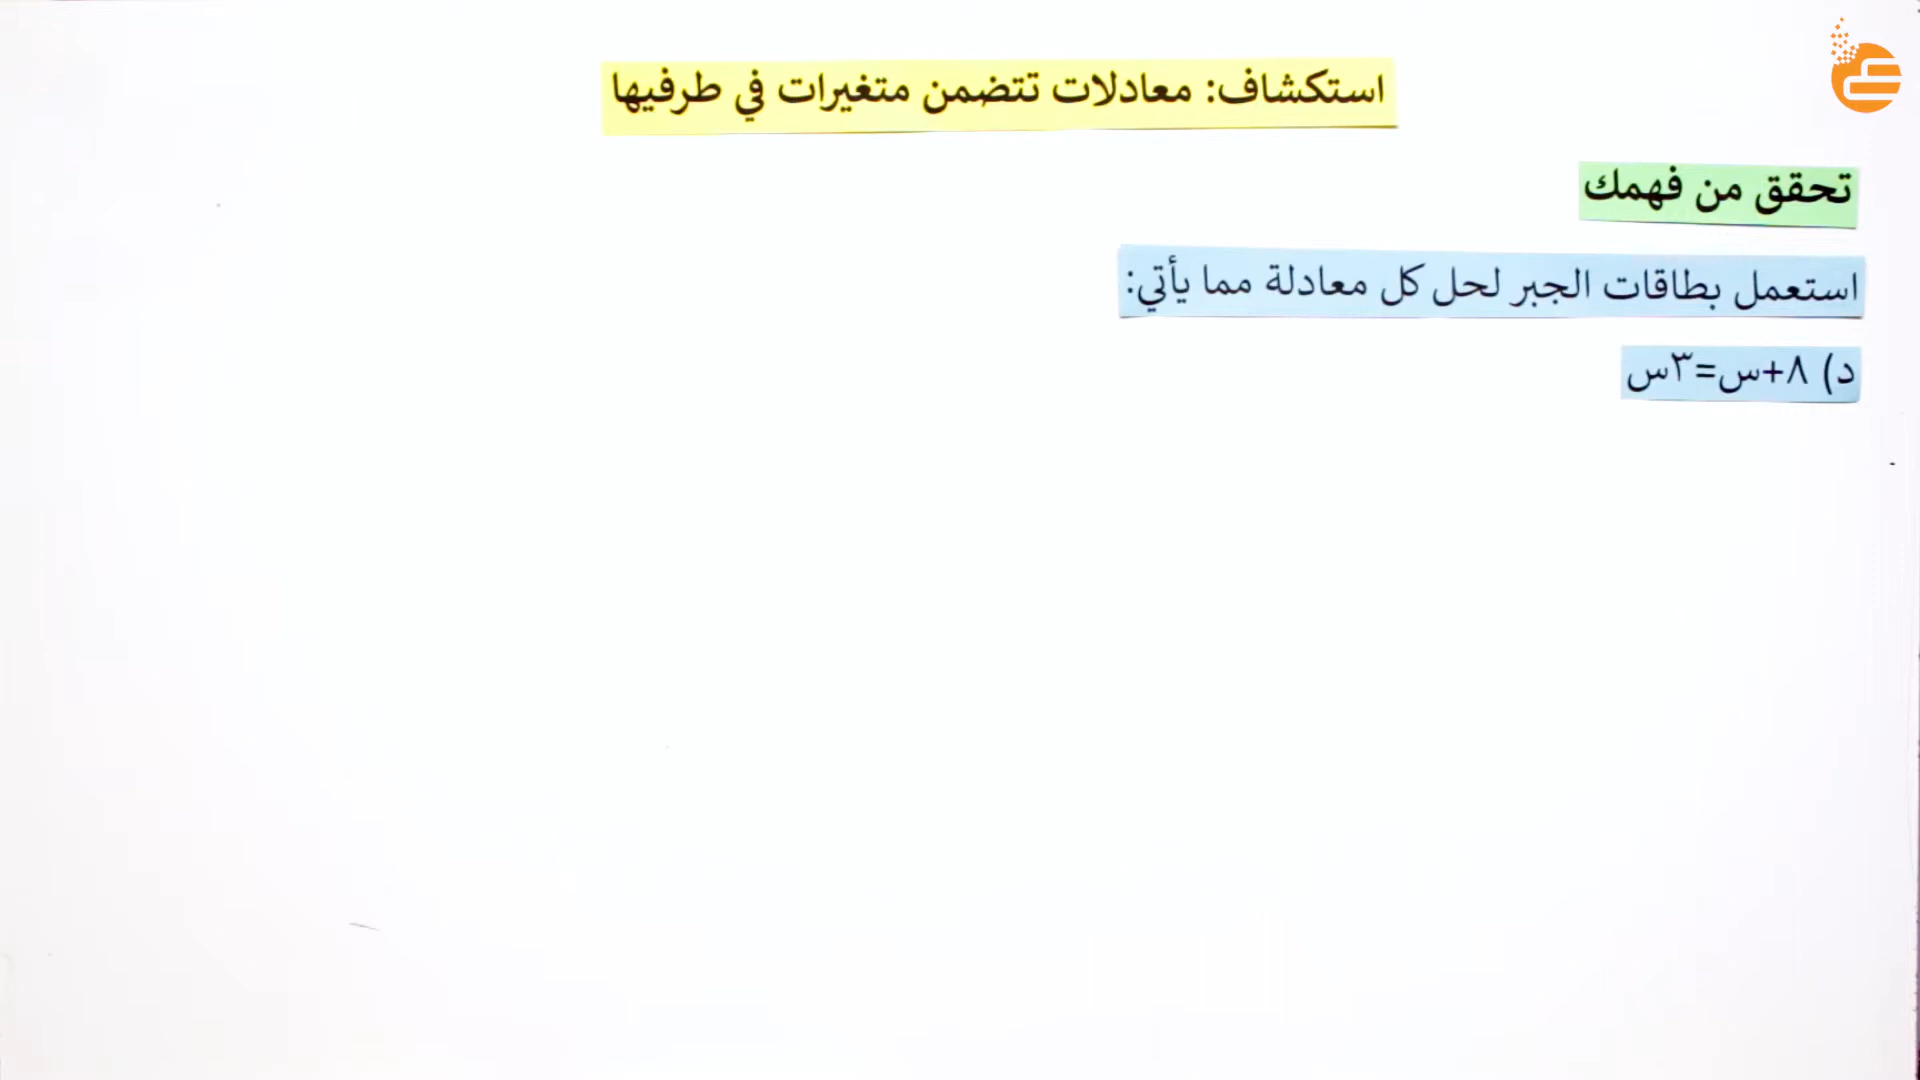 استكشاف: معادلات تتضمن متغيرات في طرفيها
تحقق من فهمك
استعمل بطاقات الجبر لحل كل معادلة مما يأتي:
د) ٨+س=٣س